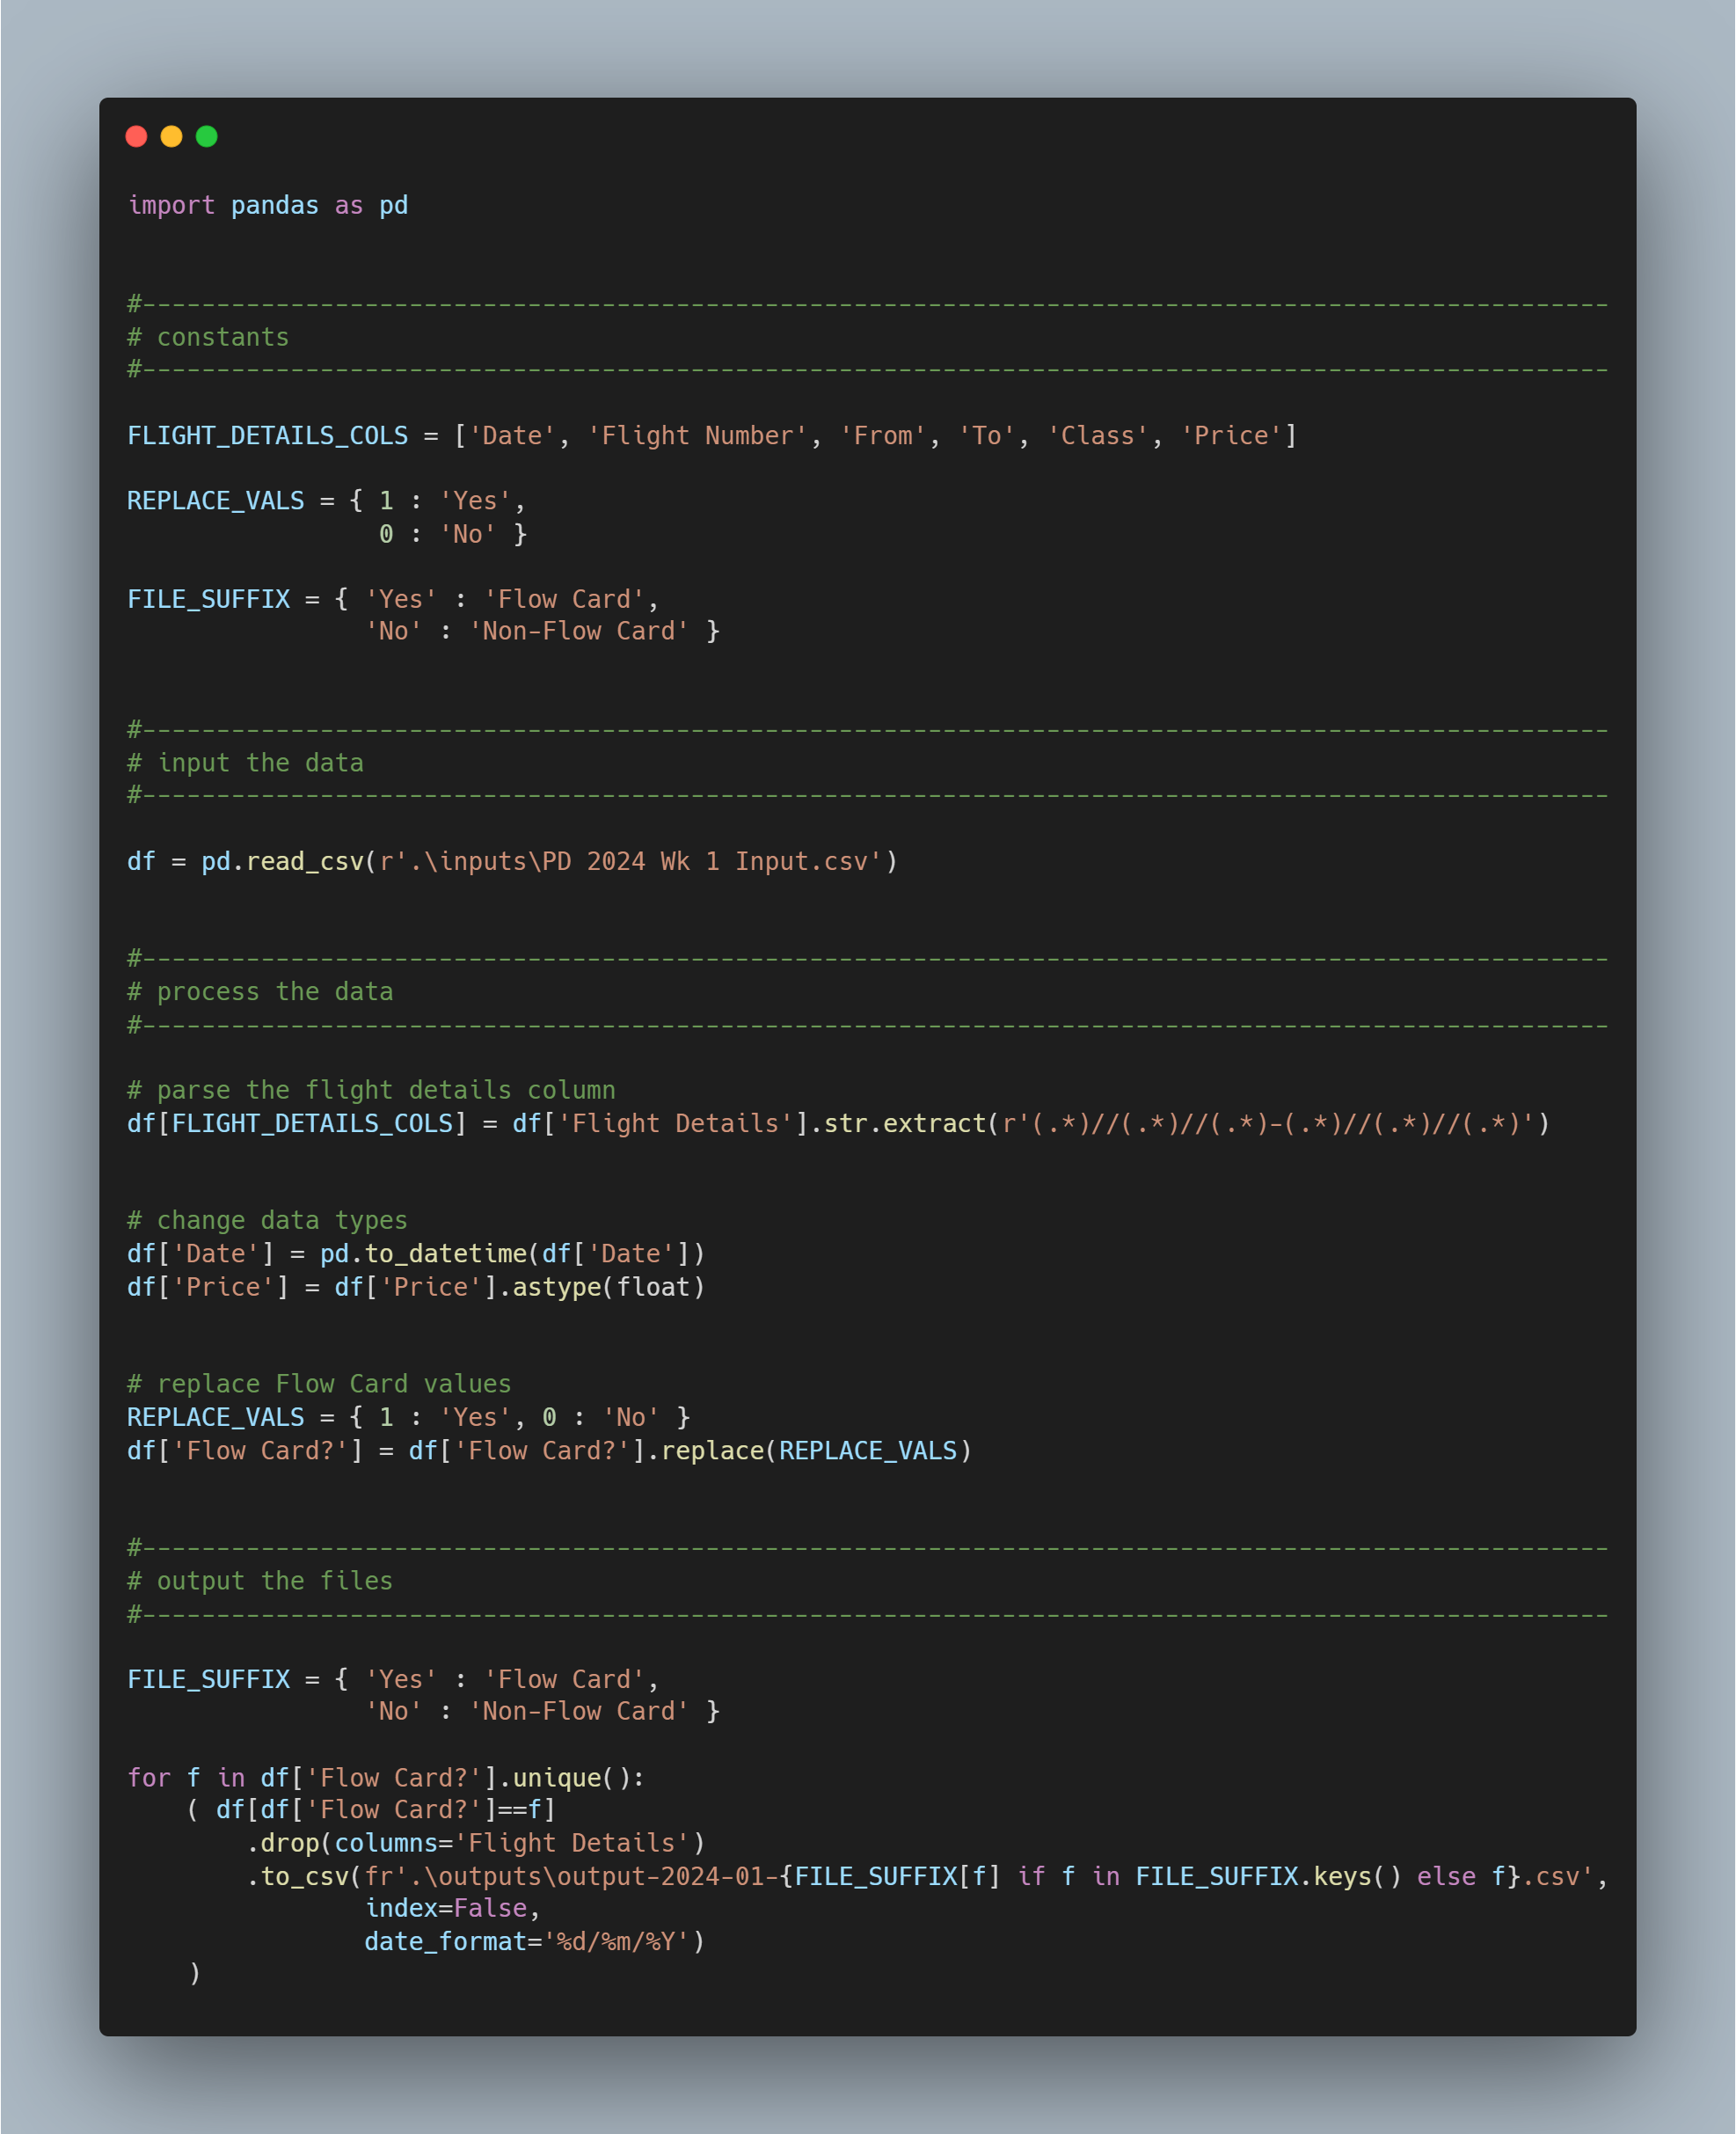 import pandas as pd
#---------------------------------------------------------------------------------------------------
# constants
#---------------------------------------------------------------------------------------------------
FLIGHT_DETAILS_COLS = ['Date', 'Flight Number', 'From', 'To', 'Class', 'Price']
REPLACE_VALS = { 1 : 'Yes',
                 0 : 'No' }
FILE_SUFFIX = { 'Yes' : 'Flow Card',
                'No' : 'Non-Flow Card' }
#---------------------------------------------------------------------------------------------------
# input the data
#---------------------------------------------------------------------------------------------------
df = pd.read_csv(r'.\inputs\PD 2024 Wk 1 Input.csv')
#---------------------------------------------------------------------------------------------------
# process the data
#---------------------------------------------------------------------------------------------------
# parse the flight details column
df[FLIGHT_DETAILS_COLS] = df['Flight Details'].str.extract(r'(.*)//(.*)//(.*)-(.*)//(.*)//(.*)')
# change data types
df['Date'] = pd.to_datetime(df['Date'])
df['Price'] = df['Price'].astype(float)
# replace Flow Card values
REPLACE_VALS = { 1 : 'Yes', 0 : 'No' }
df['Flow Card?'] = df['Flow Card?'].replace(REPLACE_VALS)
#---------------------------------------------------------------------------------------------------
# output the files
#---------------------------------------------------------------------------------------------------
FILE_SUFFIX = { 'Yes' : 'Flow Card',
                'No' : 'Non-Flow Card' }
for f in df['Flow Card?'].unique():
    ( df[df['Flow Card?']==f]
        .drop(columns='Flight Details')
        .to_csv(fr'.\outputs\output-2024-01-{FILE_SUFFIX[f] if f in FILE_SUFFIX.keys() else f}.csv',
                index=False,
                date_format='%d/%m/%Y')
    )